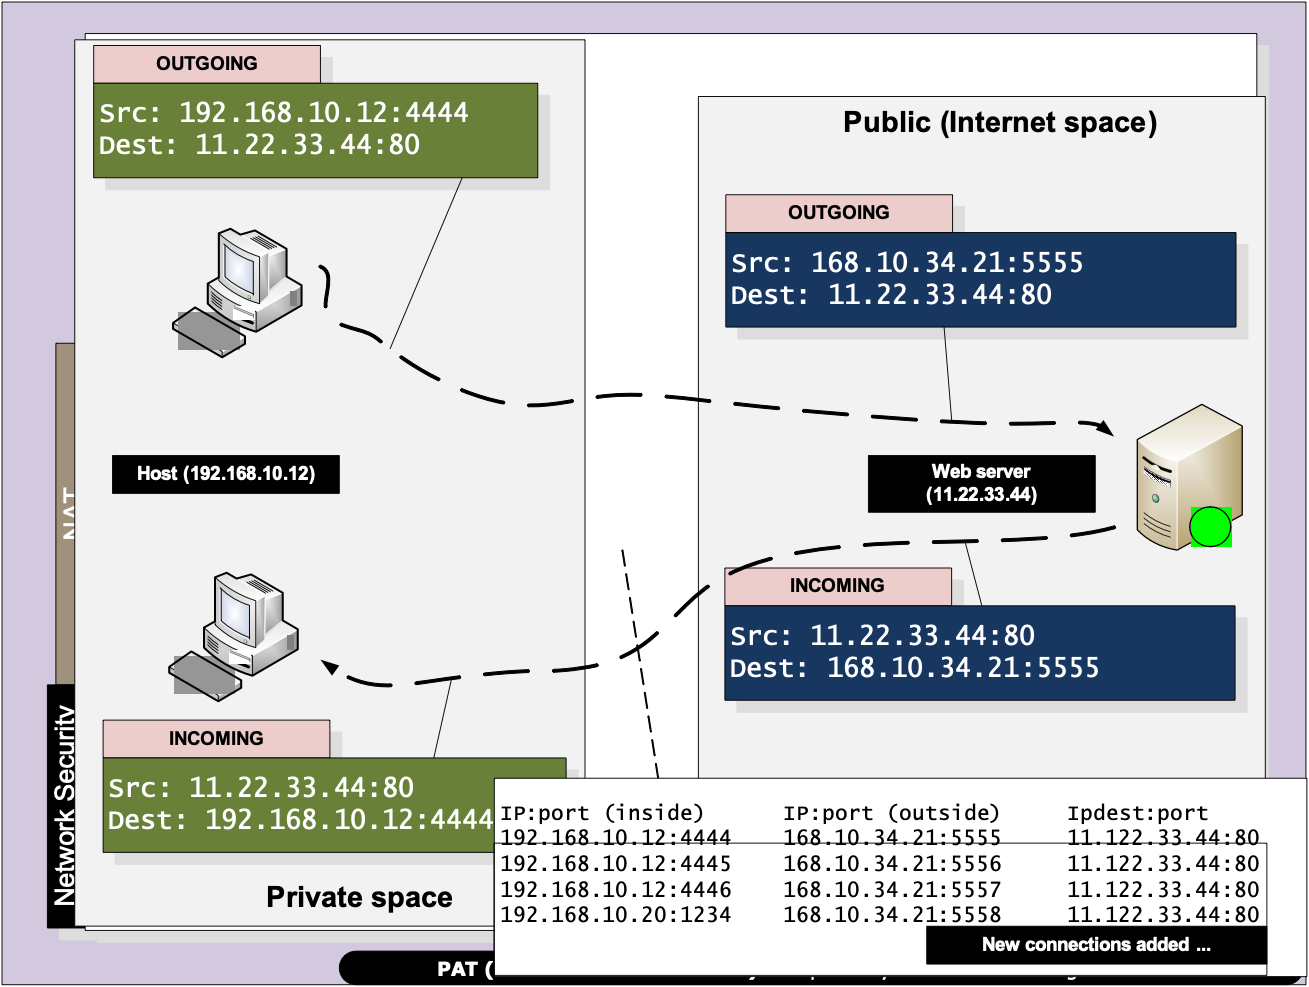 OUTGOING
Src: 192.168.10.12:4444
Dest: 11.22.33.44:80
Public (Internet space)
OUTGOING
Src: 168.10.34.21:5555
Dest: 11.22.33.44:80
Host (192.168.10.12)
Web server
(11.22.33.44)
NAT
INCOMING
Src: 11.22.33.44:80
Dest: 168.10.34.21:5555
Network Security
INCOMING
Src: 11.22.33.44:80
Dest: 192.168.10.12:4444
Private space
IP:port (inside) IP:port (outside) Ipdest:port
192.168.10.12:4444 168.10.34.21:5555 11.122.33.44:80
192.168.10.12:4445 168.10.34.21:5556 11.122.33.44:80
192.168.10.12:4446 168.10.34.21:5557 11.122.33.44:80
192.168.10.20:1234 168.10.34.21:5558 11.122.33.44:80
New connections added ...
PAT (